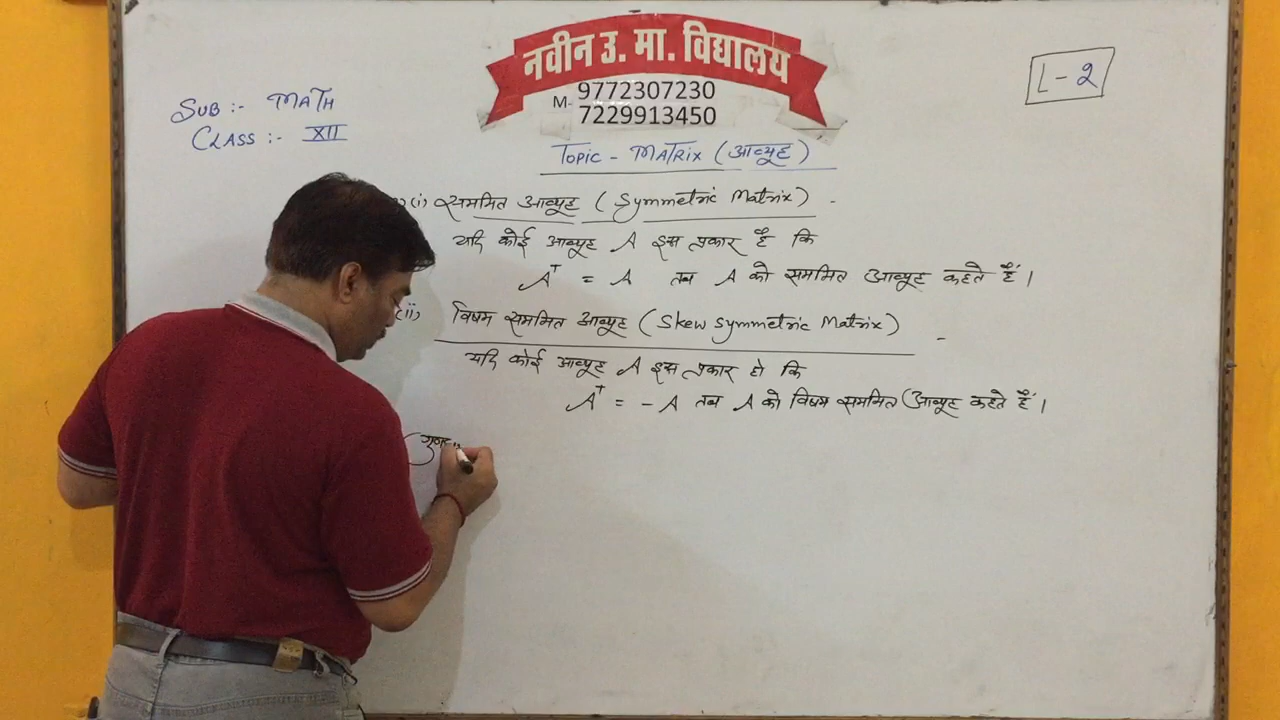 नवीन उ. मा. विद्यालय
M- 9772307230
7229913450
L-2
SUB :- MATH
CLASS :- XII
TOPIC - MATRIX (आव्यूह)
(i) सममित आव्यूह (Symmetric Matrix) -
यदि कोई आव्यूह A इस प्रकार है कि
Aᵀ = A तब A को सममित आव्यूह कहते हैं।
(ii) विषम सममित आव्यूह (Skew Symmetric Matrix) -
यदि कोई आव्यूह A इस प्रकार हो कि
Aᵀ = -A तब A को विषम सममित आव्यूह कहते हैं।